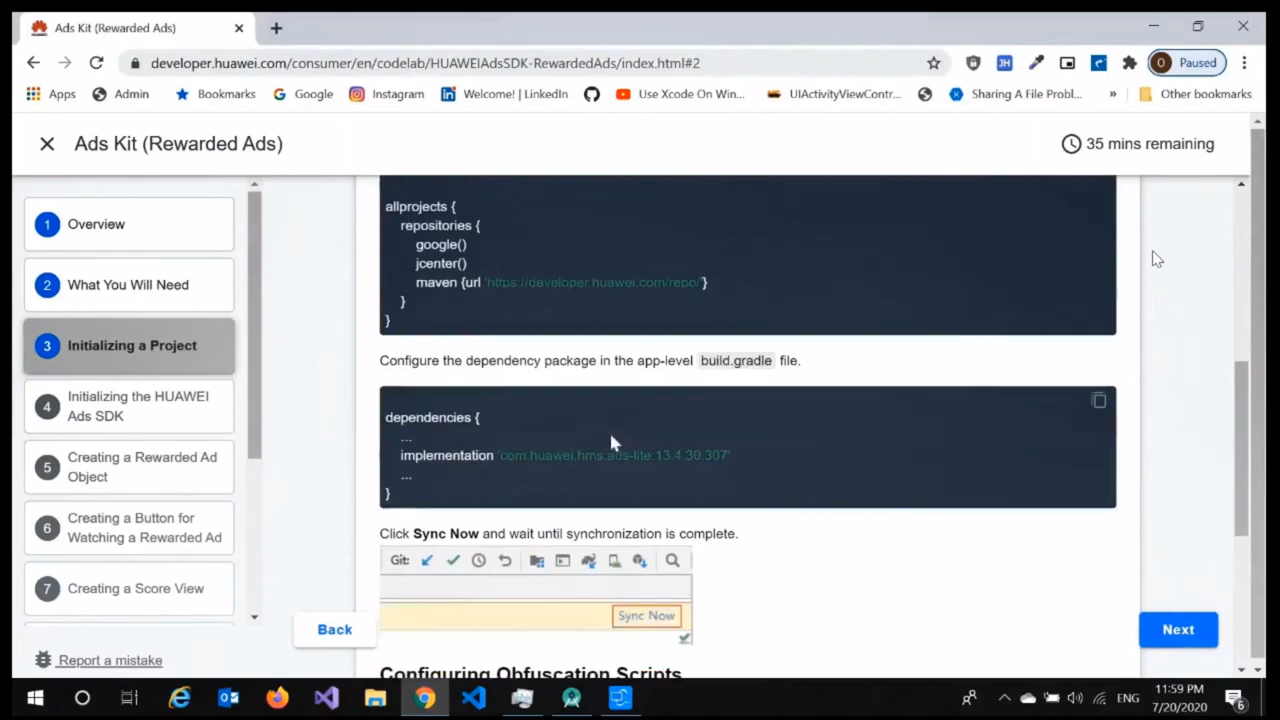 Ads Kit (Rewarded Ads)
developer.huawei.com/consumer/en/codelab/HUAWEIAdsSDK-RewardedAds/index.html#2
JH
O Paused
Apps Admin Bookmarks Google Instagram Welcome! | LinkedIn Use Xcode On Win... UIActivityViewContr... Sharing A File Probl... » Other bookmarks
Ads Kit (Rewarded Ads)
35 mins remaining
1 Overview
2 What You Will Need
3 Initializing a Project
4 Initializing the HUAWEI
Ads SDK
5 Creating a Rewarded Ad
Object
6 Creating a Button for
Watching a Rewarded Ad
7 Creating a Score View
Report a mistake
allprojects {
repositories {
google()
jcenter()
maven {url 'https://developer.huawei.com/repo/'}
}
}
Configure the dependency package in the app-level build.gradle file.
dependencies {
...
implementation 'com.huawei.hms.ads-lite:13.4.30.307'
...
}
Click Sync Now and wait until synchronization is complete.
Git:
Sync Now
Back
Next
Configuring Obfuscation Scripts
ENG
11:59 PM
7/20/2020
6